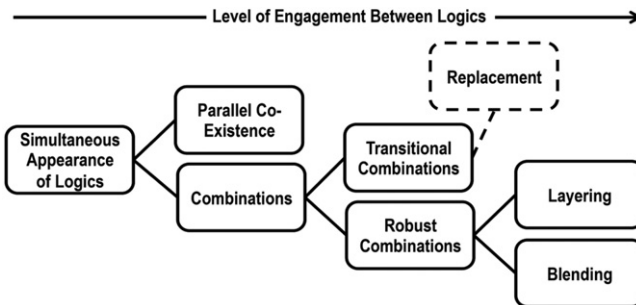 Level of Engagement Between Logics
Replacement
Parallel Co-
Existence
Simultaneous
Appearance
of Logics
Transitional
Combinations
Combinations
Layering
Robust
Combinations
Blending